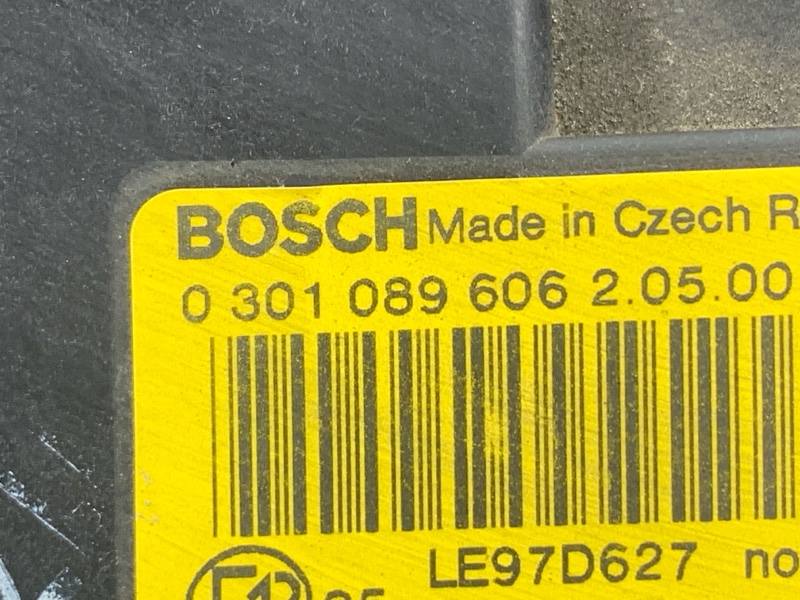 BOSCH Made in Czech R
0 301 089 606 2.05.00
LE97D627 no